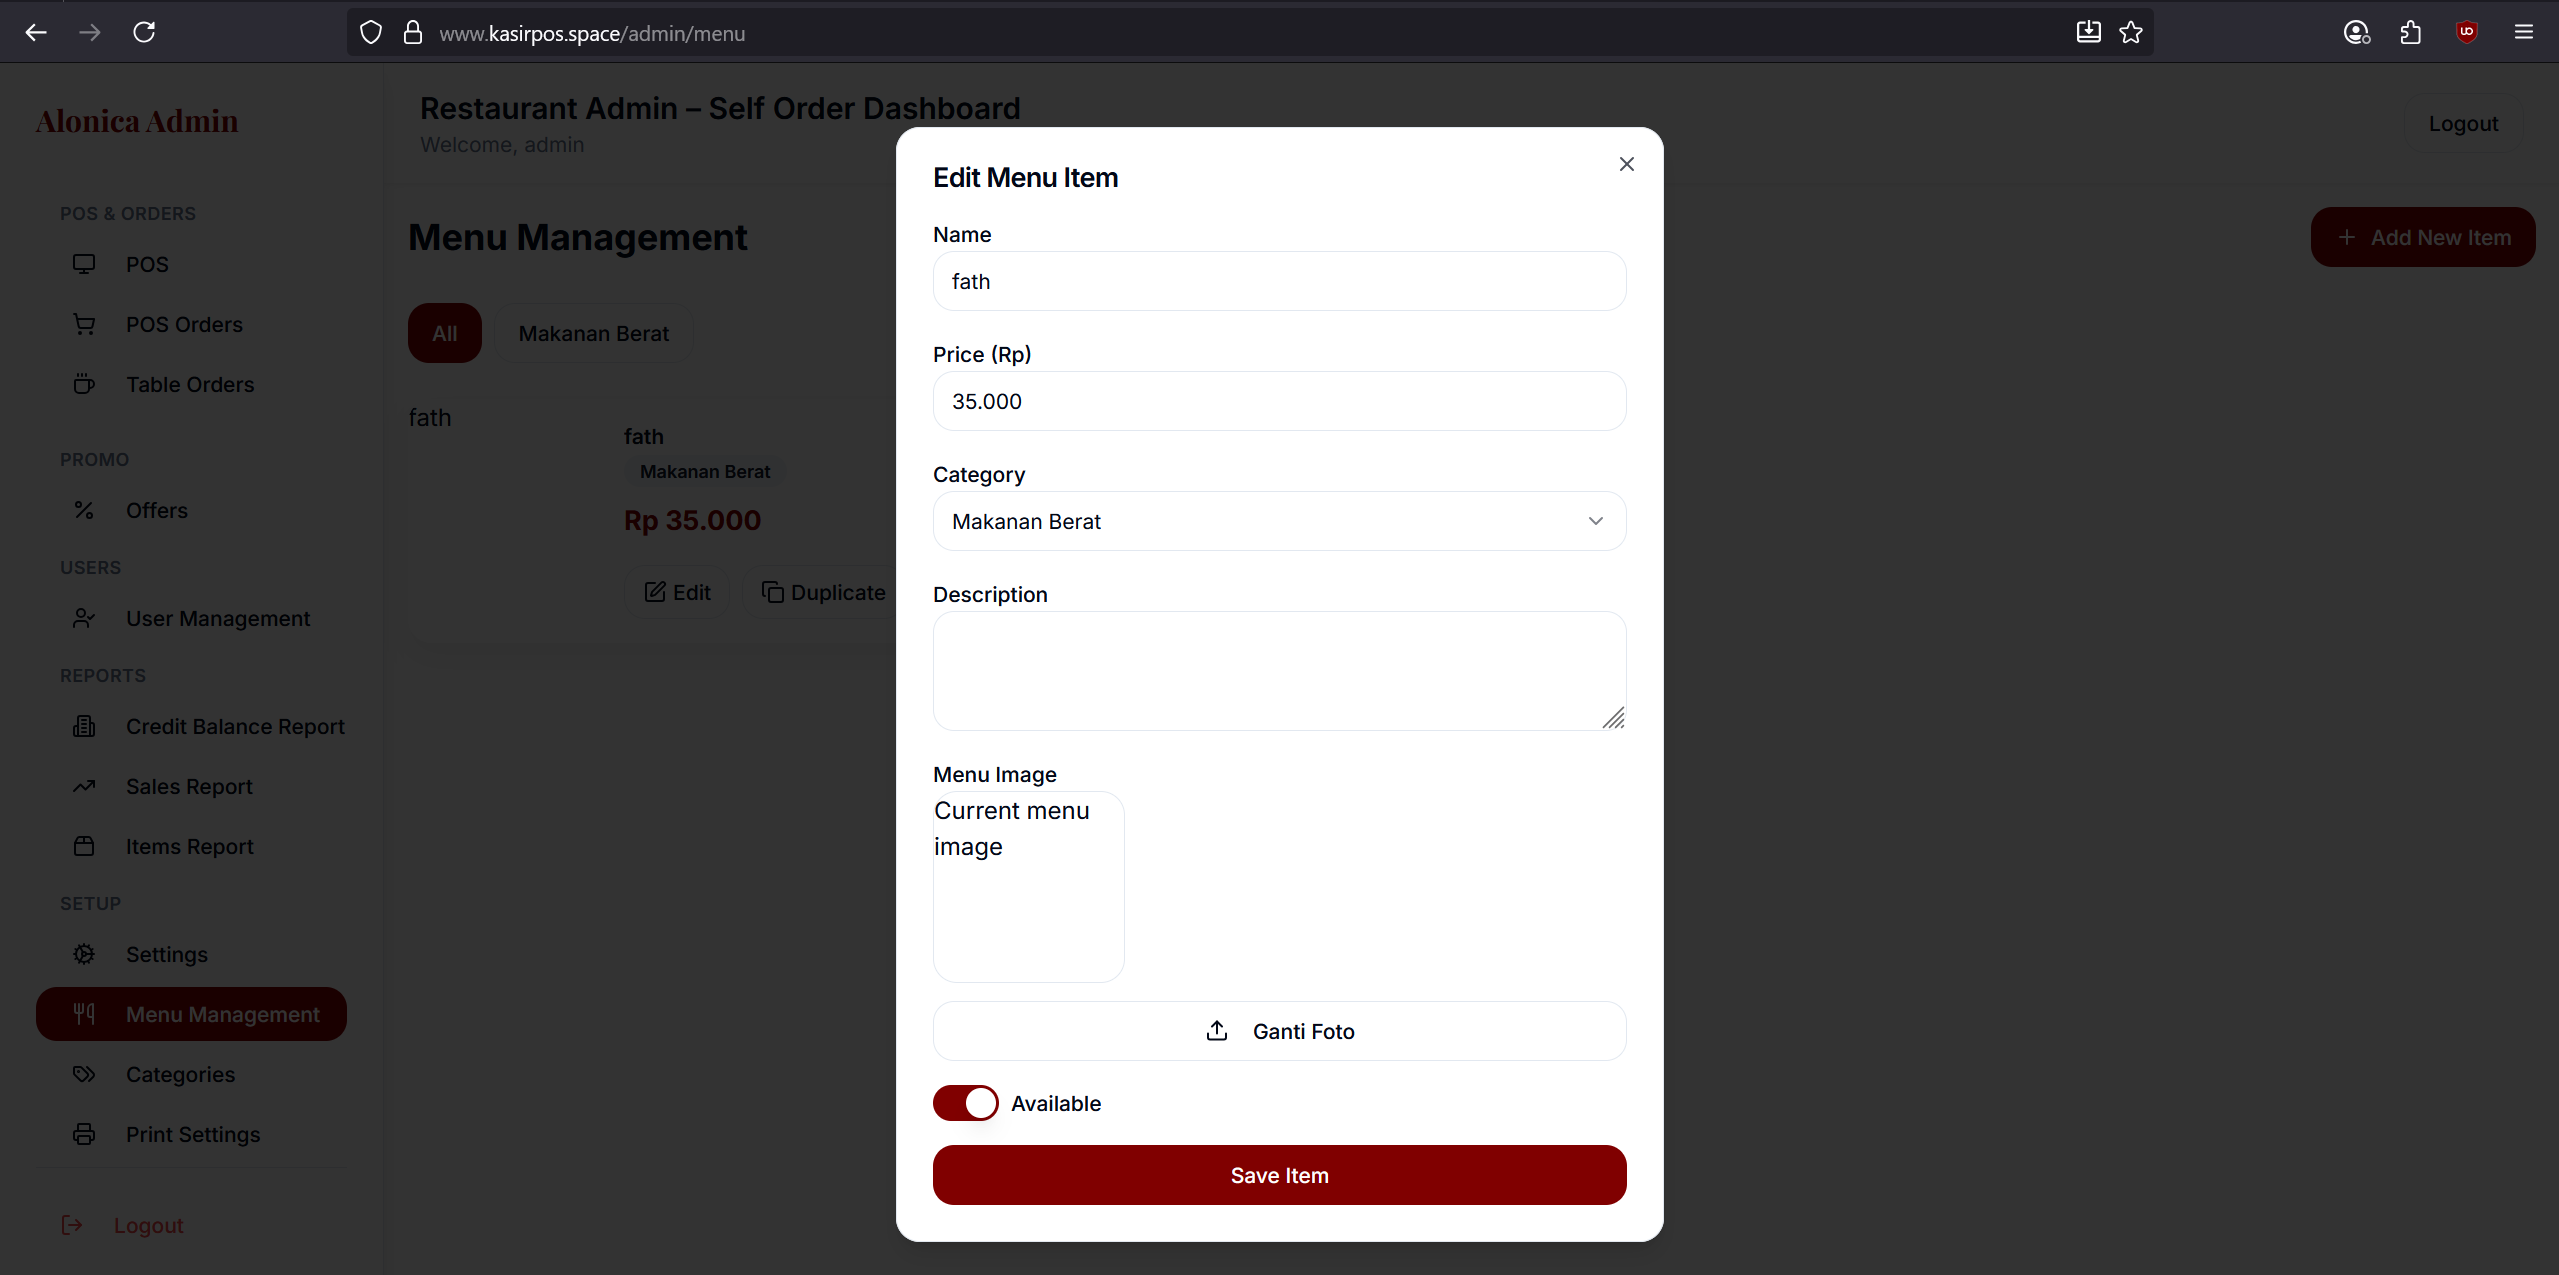 www.kasirpos.space/admin/menu
Alonica Admin
POS & ORDERS
POS
POS Orders
Table Orders
PROMO
Offers
USERS
User Management
REPORTS
Credit Balance Report
Sales Report
Items Report
SETUP
Settings
Menu Management
Categories
Print Settings
Logout
Restaurant Admin – Self Order Dashboard
Welcome, admin
Logout
Menu Management
Add New Item
All
Makanan Berat
fath
fath
Makanan Berat
Rp 35.000
Edit
Duplicate
Edit Menu Item
Name
fath
Price (Rp)
35.000
Category
Makanan Berat
Description
Menu Image
Current menu
image
Ganti Foto
Available
Save Item